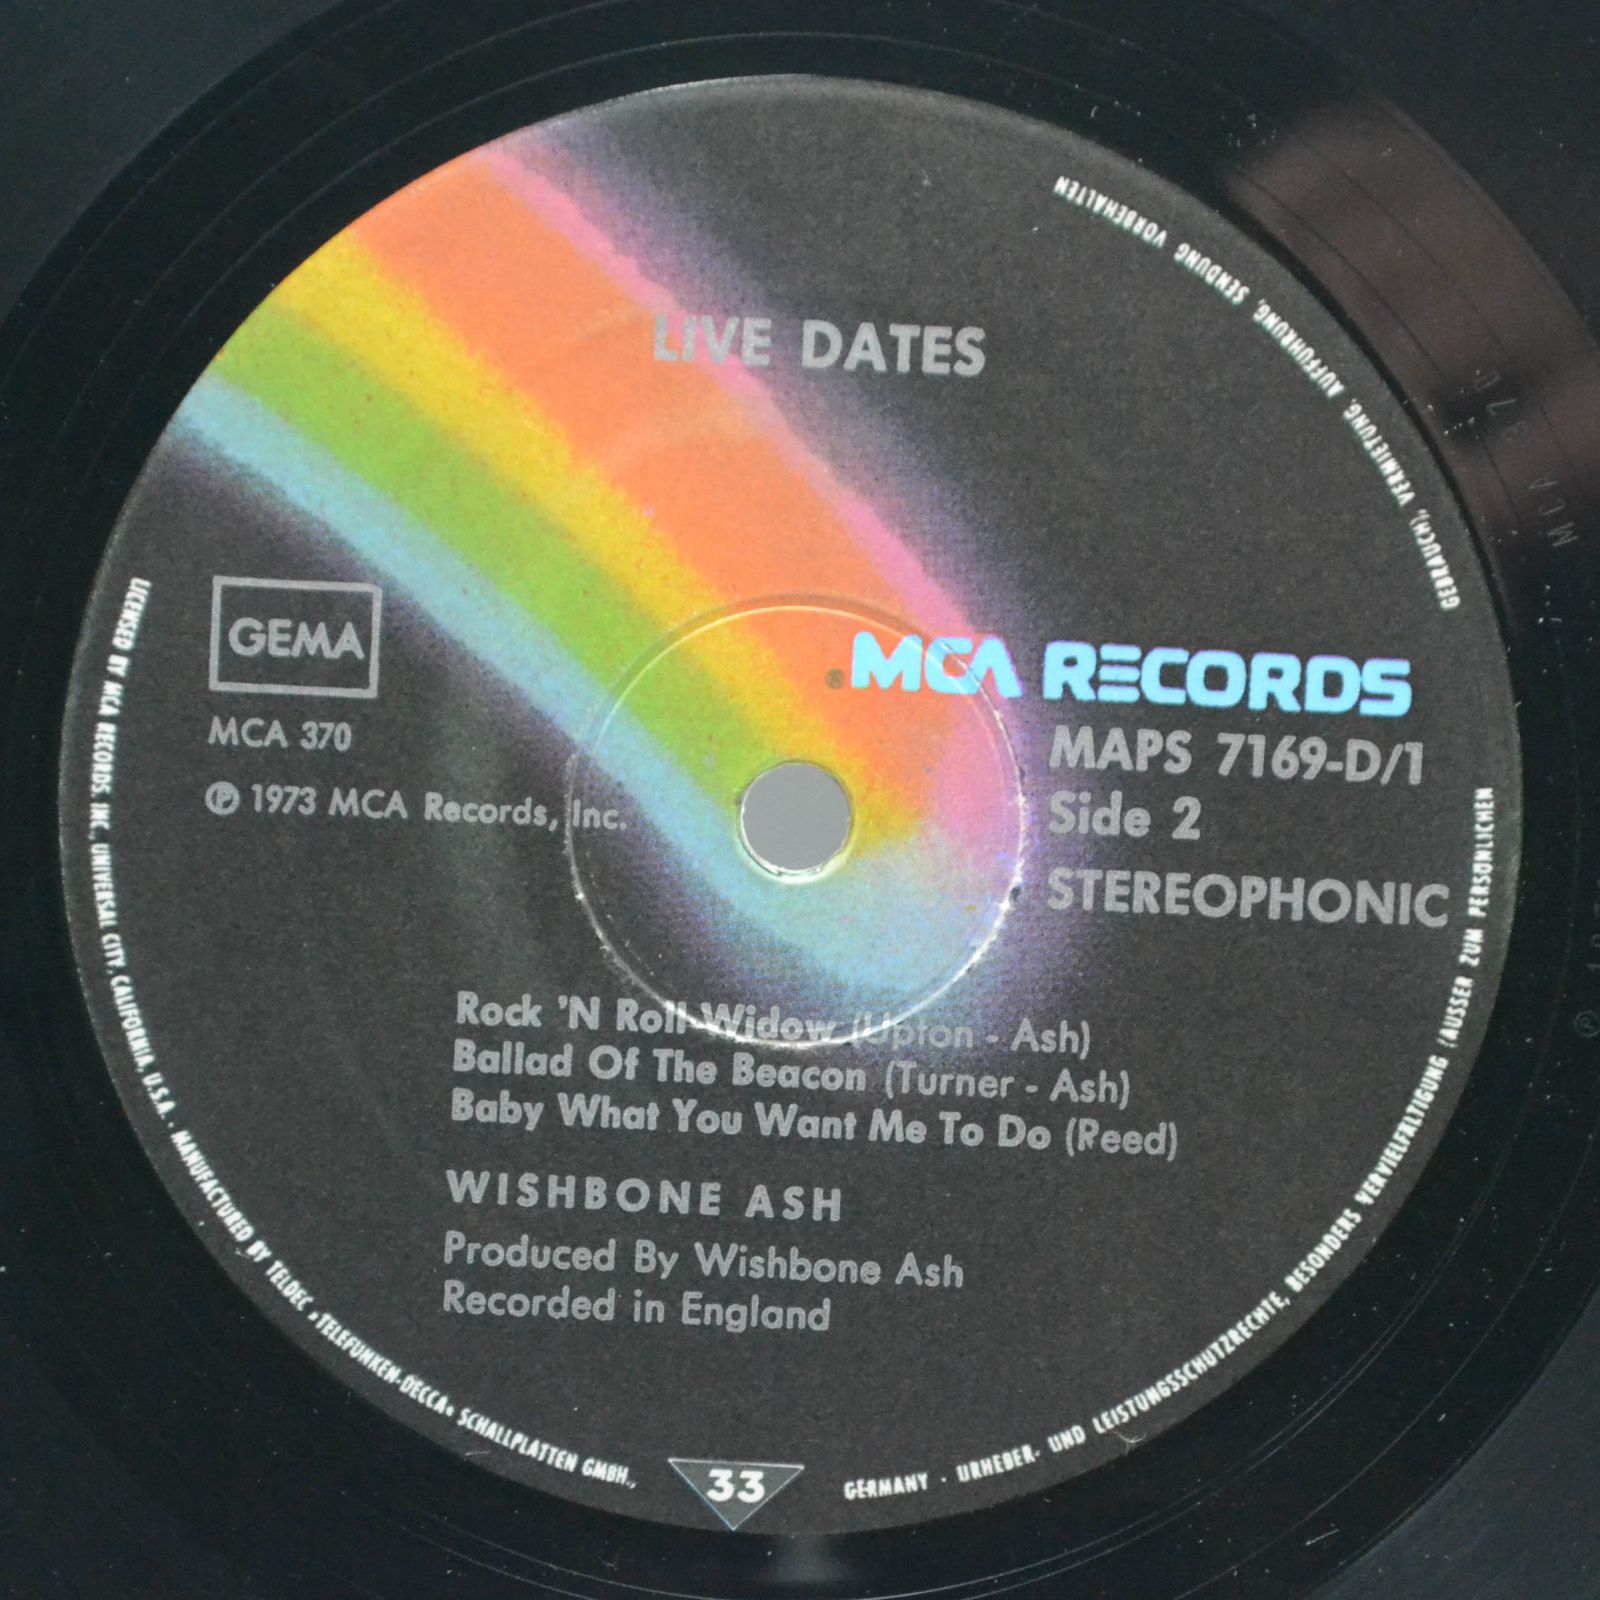 LIVE DATES
GEMA
MCA 370
℗ 1973 MCA Records, Inc.
MCA RECORDS
MAPS 7169-D/1
Side 2
STEREOPHONIC
Rock 'N Roll Widow (Upton - Ash)
Ballad Of The Beacon (Turner - Ash)
Baby What You Want Me To Do (Reed)
WISHBONE ASH
Produced By Wishbone Ash
Recorded in England
LICENSED BY MCA RECORDS, INC. UNIVERSAL CITY, CALIFORNIA, U.S.A. · MANUFACTURED BY TELDEC »TELEFUNKEN-DECCA« SCHALLPLATTEN GMBH.,
33
GERMANY · URHEBER- UND LEISTUNGSSCHUTZRECHTE, BESONDERS VERVIELFÄLTIGUNG (AUSSER ZUM PERSÖNLICHEN
GEBRAUCH), VERMIETUNG, AUFFÜHRUNG, SENDUNG VORBEHALTEN
MCA 370